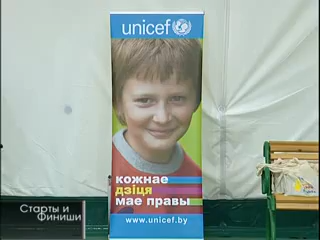 unicef
кожнае
дзіця
мае правы
www.unicef.by
Старты и
Финиши